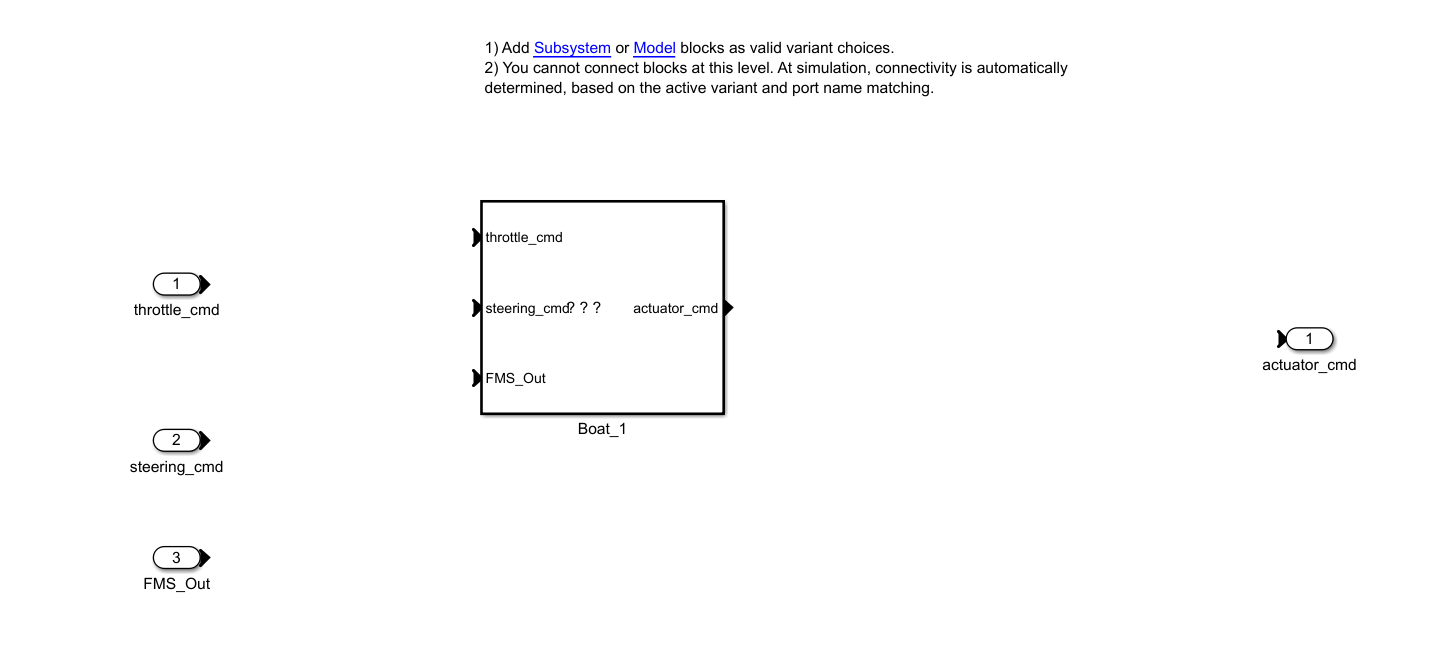 1) Add Subsystem or Model blocks as valid variant choices.
2) You cannot connect blocks at this level. At simulation, connectivity is automatically
determined, based on the active variant and port name matching.
throttle_cmd
steering_cmd? ? ?
actuator_cmd
FMS_Out
Boat_1
1
throttle_cmd
2
steering_cmd
3
FMS_Out
1
actuator_cmd